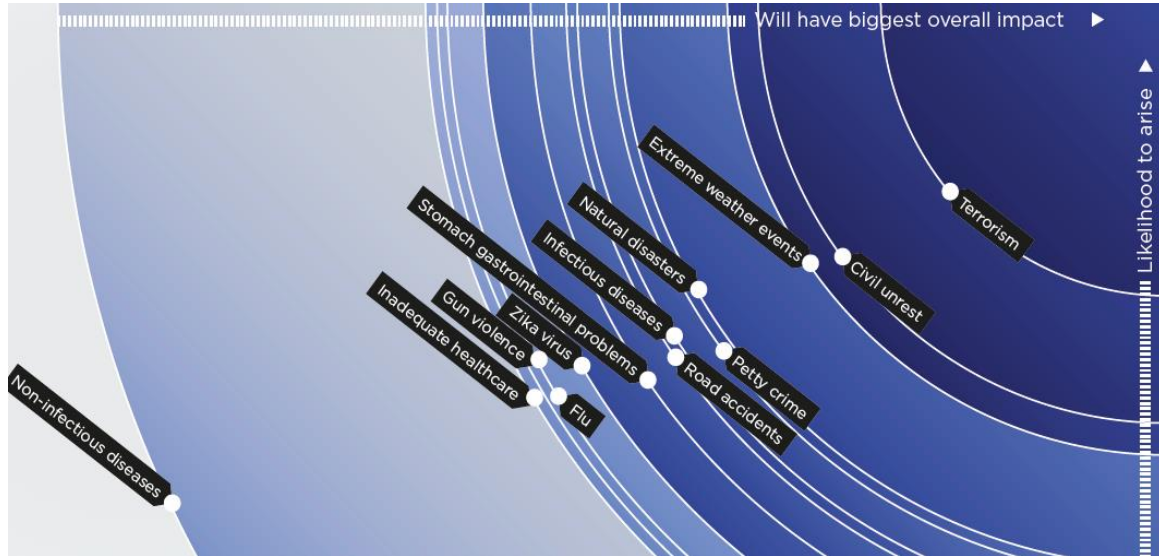 Will have biggest overall impact
Likelihood to arise
Extreme weather events
Terrorism
Natural disasters
Civil unrest
Stomach gastrointestinal problems
Infectious diseases
Inadequate healthcare
Gun violence
Zika virus
Petty crime
Road accidents
Flu
Non-infectious diseases